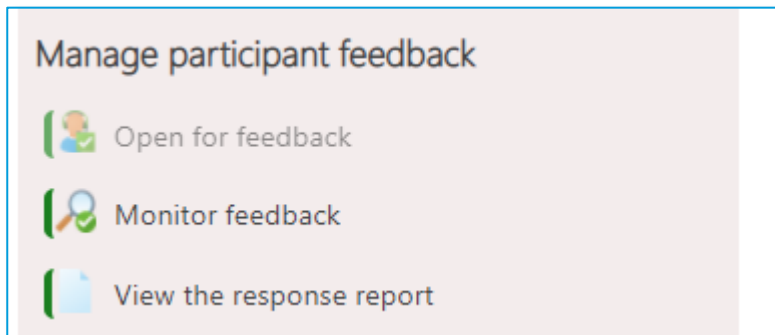 Manage participant feedback
Open for feedback
Monitor feedback
View the response report